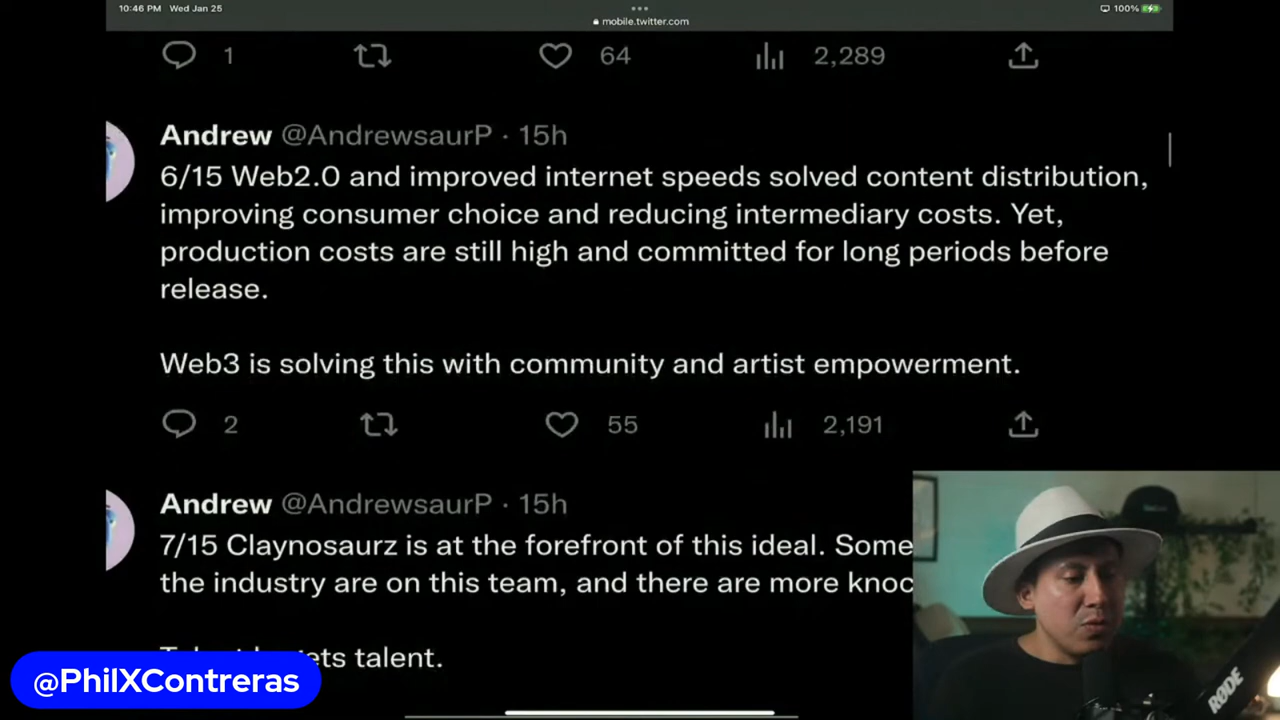 10:46 PM Wed Jan 25
100%
mobile.twitter.com
1 64 2,289
Andrew @AndrewsaurP · 15h
6/15 Web2.0 and improved internet speeds solved content distribution,
improving consumer choice and reducing intermediary costs. Yet,
production costs are still high and committed for long periods before
release.
Web3 is solving this with community and artist empowerment.
2 55 2,191
Andrew @AndrewsaurP · 15h
7/15 Claynosaurz is at the forefront of this ideal. Some
the industry are on this team, and there are more knoc
talent.
@PhilXContreras
RØDE